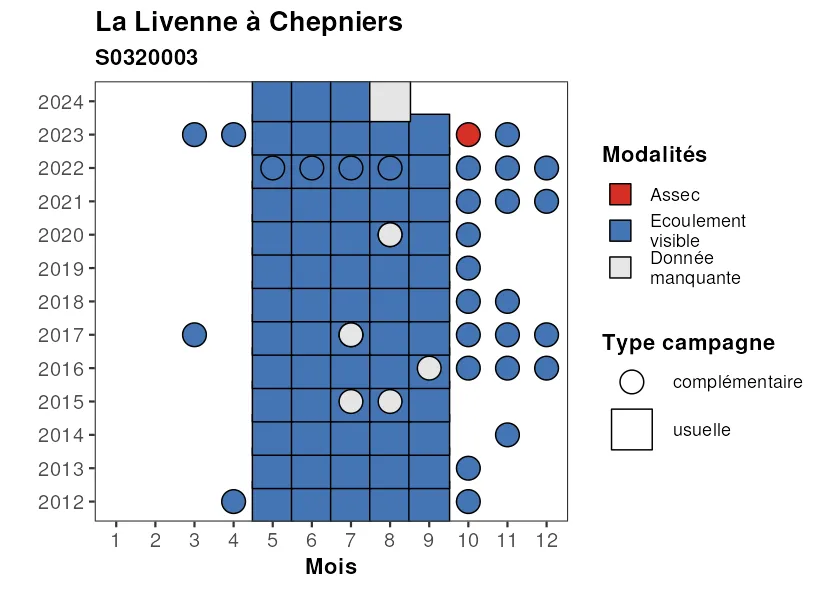 La Livenne à Chepniers
S0320003
2024
2023
2022
2021
2020
2019
2018
2017
2016
2015
2014
2013
2012
1 2 3 4 5 6 7 8 9 10 11 12
Mois
Modalités
Assec
Ecoulement
visible
Donnée
manquante
Type campagne
complémentaire
usuelle